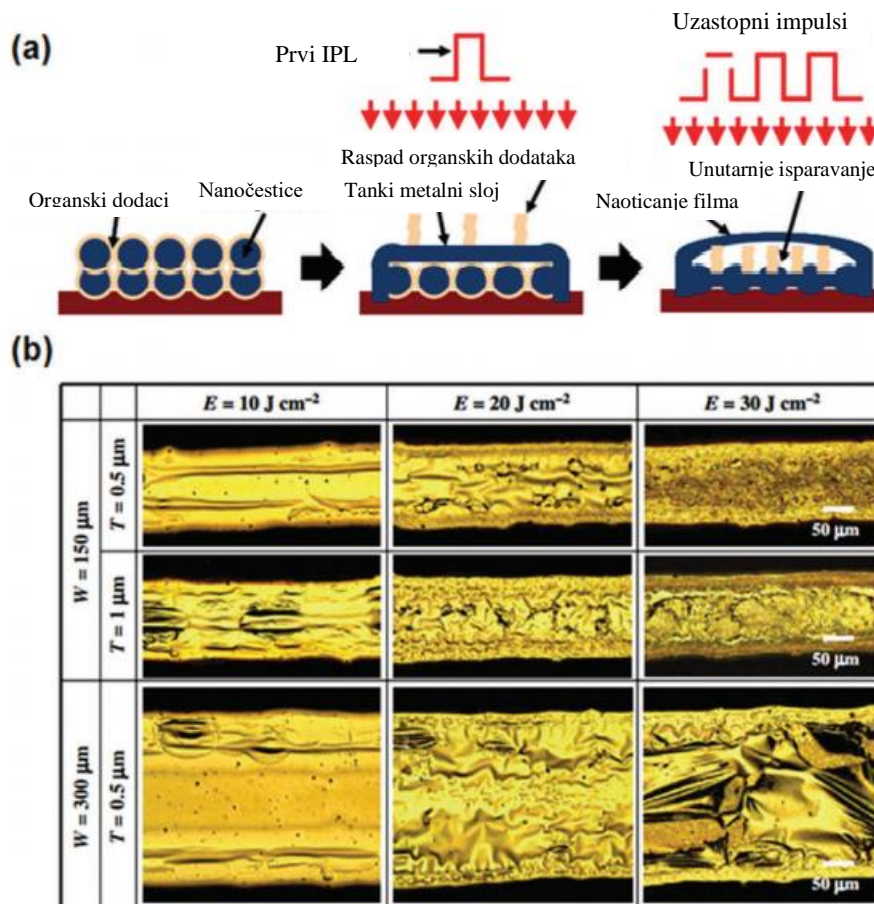 (a)
Prvi IPL
Uzastopni impulsi
Raspad organskih dodataka
Unutarnje isparavanje
Organski dodaci
Nanočestice
Tanki metalni sloj
Naoticanje filma
(b)
E = 10 J cm⁻²
E = 20 J cm⁻²
E = 30 J cm⁻²
W = 150 μm
T = 0.5 μm
50 μm
T = 1 μm
50 μm
W = 300 μm
T = 0.5 μm
50 μm